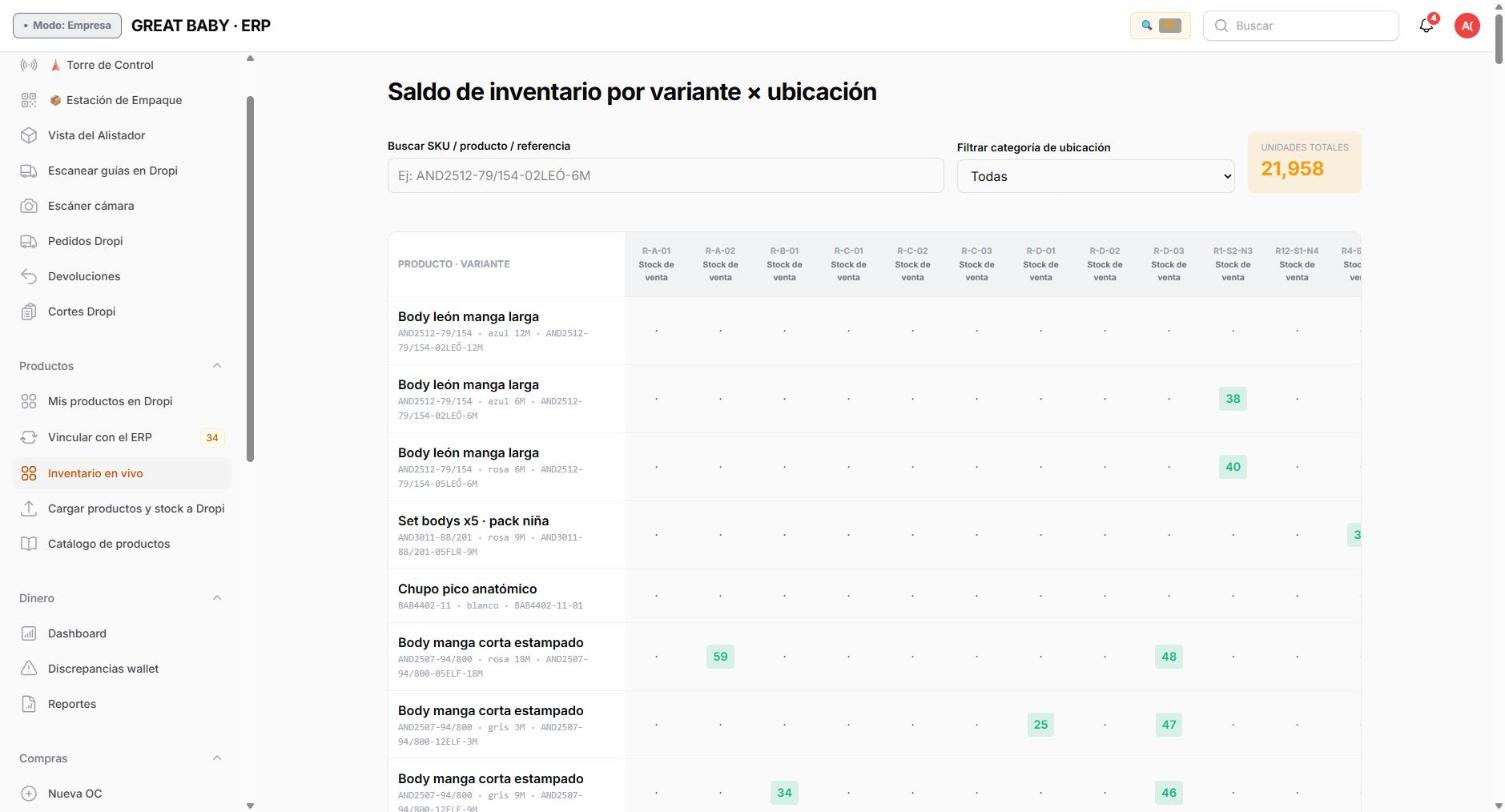 • Modo: Empresa
GREAT BABY · ERP
Buscar
4
A(
Torre de Control
Estación de Empaque
Vista del Alistador
Escanear guías en Dropi
Escáner cámara
Pedidos Dropi
Devoluciones
Cortes Dropi
Productos
Mis productos en Dropi
Vincular con el ERP
34
Inventario en vivo
Cargar productos y stock a Dropi
Catálogo de productos
Dinero
Dashboard
Discrepancias wallet
Reportes
Compras
Nueva OC
Saldo de inventario por variante × ubicación
Buscar SKU / producto / referencia
Ej: AND2512-79/154-02LEÓ-6M
Filtrar categoría de ubicación
Todas
UNIDADES TOTALES
21,958
PRODUCTO · VARIANTE
R-A-01 R-A-02 R-B-01 R-C-01 R-C-02 R-C-03 R-D-01 R-D-02 R-D-03 R1-S2-N3 R12-S1-N4 R4-S
Stock de Stock de Stock de Stock de Stock de Stock de Stock de Stock de Stock de Stock de Stock de Stoc
venta venta venta venta venta venta venta venta venta venta venta ve
Body león manga larga
AND2512-79/154 · azul 12M · AND2512-
79/154-02LEÓ-12M
Body león manga larga
AND2512-79/154 · azul 6M · AND2512-
79/154-02LEÓ-6M
38
Body león manga larga
AND2512-79/154 · rosa 6M · AND2512-
79/154-05LEÓ-6M
40
Set bodys x5 · pack niña
AND3011-88/201 · rosa 9M · AND3011-
88/201-05FLR-9M
3
Chupo pico anatómico
BAB4402-11 · blanco · BAB4402-11-01
Body manga corta estampado
AND2507-94/800 · rosa 18M · AND2507-
94/800-05ELF-18M
59 48
Body manga corta estampado
AND2507-94/800 · gris 3M · AND2507-
94/800-12ELF-3M
25 47
Body manga corta estampado
AND2507-94/800 · gris 9M · AND2507-
94/800-12ELF-9M
34 46